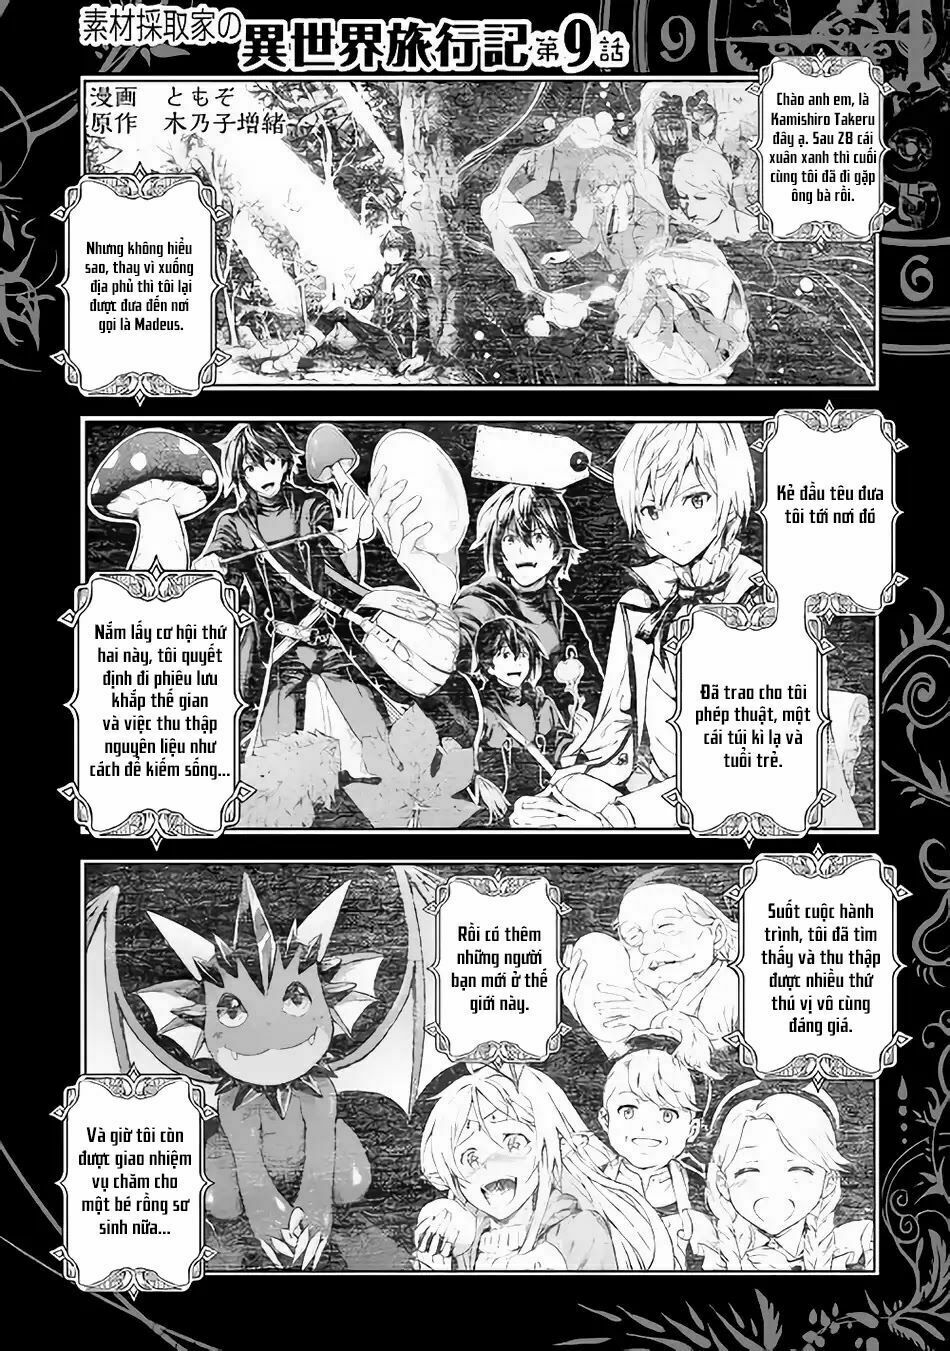 素材採取家の
異世界旅行記 第9話
漫画 ともぞ
原作 木乃子増緒
Chào anh em, là
Kamishiro Takeru
đây ạ. Sau 28 cái
xuân xanh thì cuối
cùng tôi đã đi gặp
ông bà rồi.
Nhưng không hiểu
sao, thay vì xuống
địa phủ thì tôi lại
được đưa đến nơi
gọi là Madeus.
Kẻ đầu têu đưa
tôi tới nơi đó
Đã trao cho tôi
phép thuật, một
cái túi kì lạ và
tuổi trẻ.
Nắm lấy cơ hội thứ
hai này, tôi quyết
định đi phiêu lưu
khắp thế gian
và việc thu thập
nguyên liệu như
cách để kiếm sống...
Suốt cuộc hành
trình, tôi đã tìm
thấy và thu thập
được nhiều thứ
thú vị vô cùng
đáng giá.
Rồi có thêm
những người
bạn mới ở thế
giới này.
Và giờ tôi còn
được giao nhiệm
vụ chăm cho
một bé rồng sơ
sinh nữa...